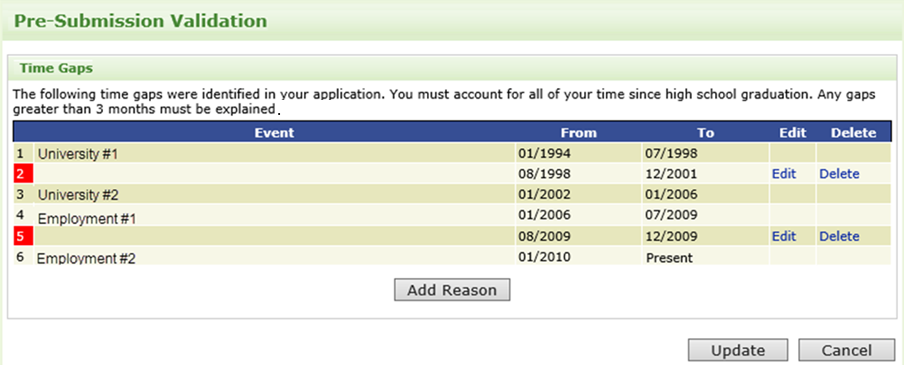 Pre-Submission Validation
Time Gaps
The following time gaps were identified in your application. You must account for all of your time since high school graduation. Any gaps
greater than 3 months must be explained.
Event From To Edit Delete
1 University #1 01/1994 07/1998
2 08/1998 12/2001 Edit Delete
3 University #2 01/2002 01/2006
4 Employment #1 01/2006 07/2009
5 08/2009 12/2009 Edit Delete
6 Employment #2 01/2010 Present
Add Reason
Update Cancel